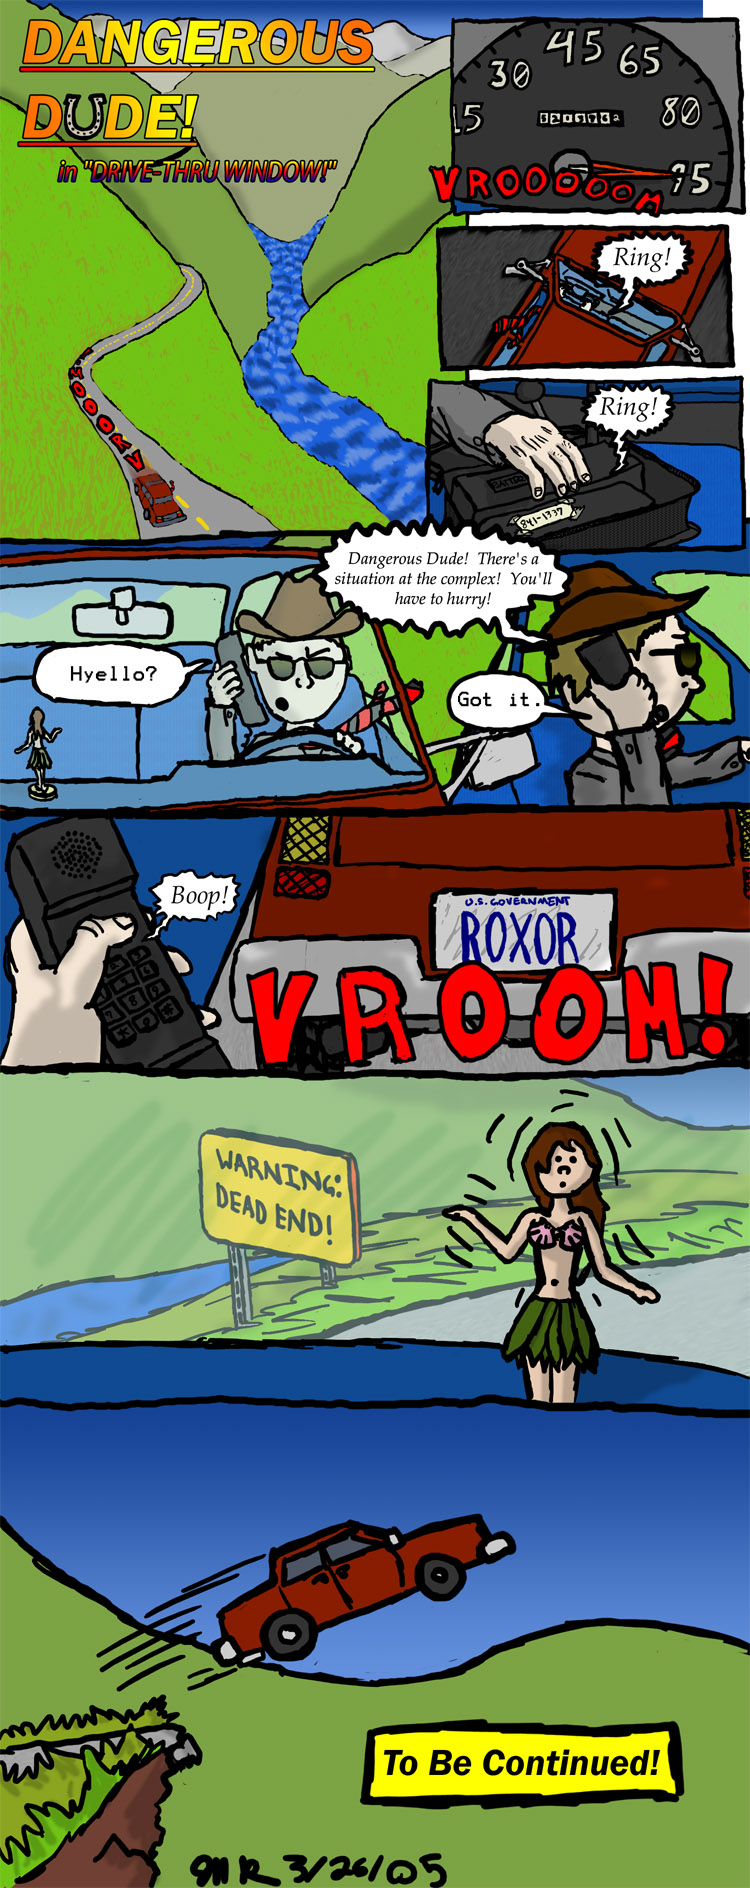 DANGEROUS
DUDE!
in "DRIVE-THRU WINDOW!"
15
30
45
65
80
95
VROOOOOM
VROOOOM
Ring!
Ring!
841-1337
Dangerous Dude! There's a
situation at the complex! You'll
have to hurry!
Hyello?
Got it.
Boop!
U.S. GOVERNMENT
ROXOR
VROOM!
WARNING:
DEAD END!
To Be Continued!
3/26/05